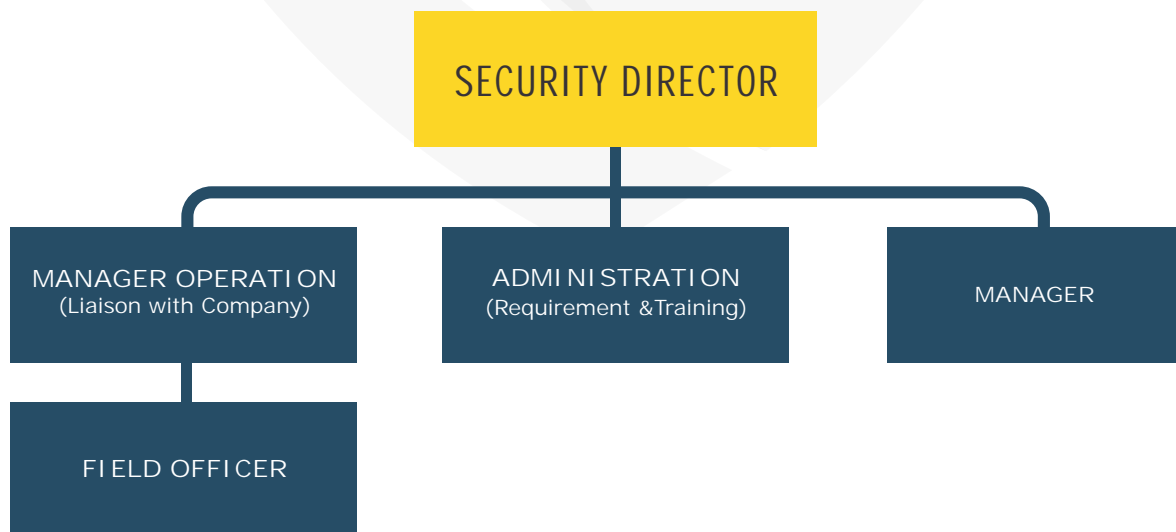 SECURITY DIRECTOR
MANAGER OPERATION
(Liaison with Company)
ADMINISTRATION
(Requirement &Training)
MANAGER
FIELD OFFICER